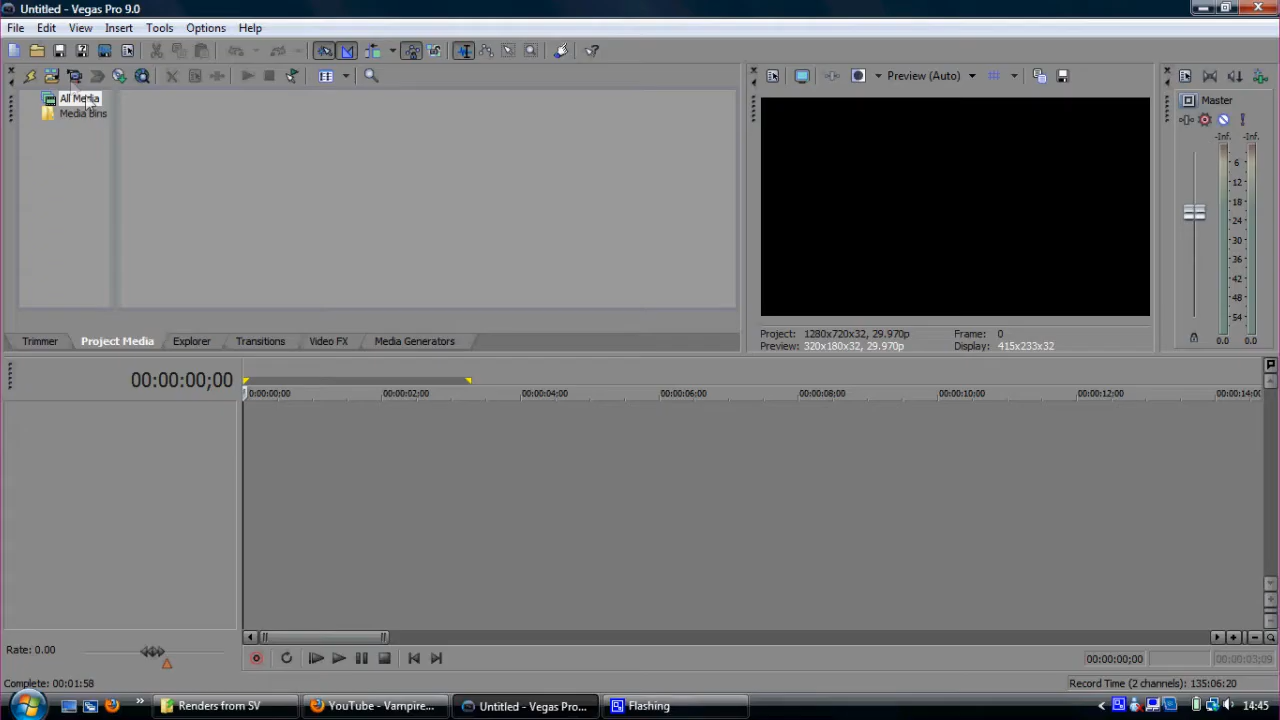 Untitled - Vegas Pro 9.0
File Edit View Insert Tools Options Help
Preview (Auto)
All Media
Media Bins
Master
-Inf. -Inf.
6
12
18
24
30
36
42
48
54
0.0 0.0
Project: 1280x720x32, 29.970p Frame: 0
Preview: 320x180x32, 29.970p Display: 415x233x32
Trimmer Project Media Explorer Transitions Video FX Media Generators
00:00:00;00
0:00:00;00 00:00:02;00 00:00:04;00 00:00:06;00 00:00:08;00 00:00:10;00 00:00:12;00 00:00:14;00
Rate: 0.00
00:00:00;00 00:00:03;09
Complete: 00:01:58
Record Time (2 channels): 135:06:20
Renders from SV YouTube - Vampire... Untitled - Vegas Pro... Flashing 14:45